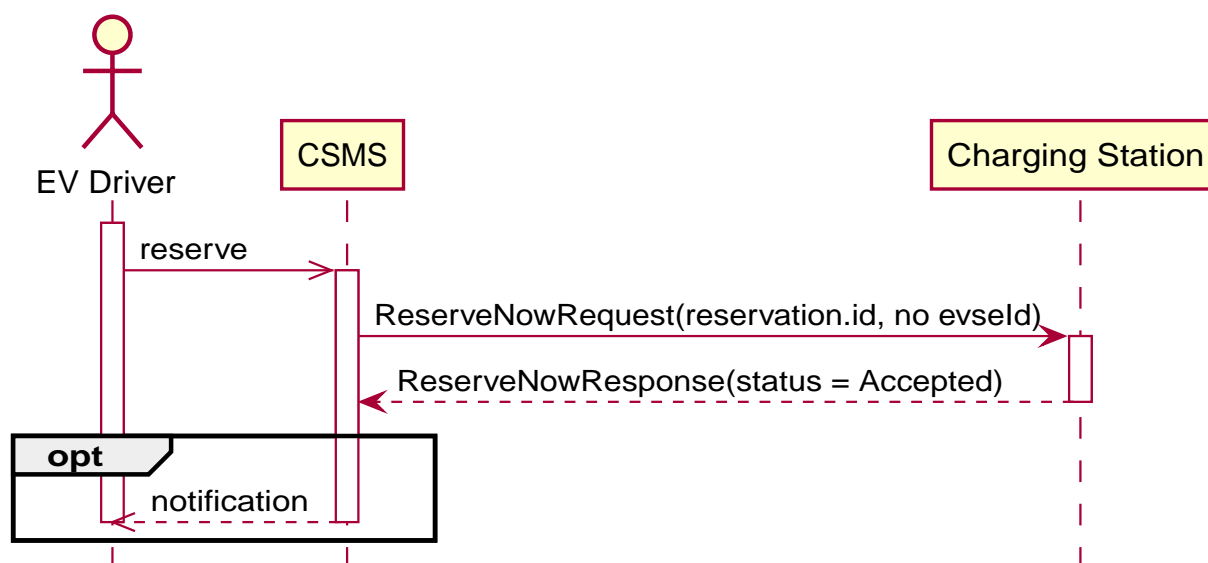 EV Driver
CSMS
Charging Station
reserve
ReserveNowRequest(reservation.id, no evseId)
ReserveNowResponse(status = Accepted)
opt
notification